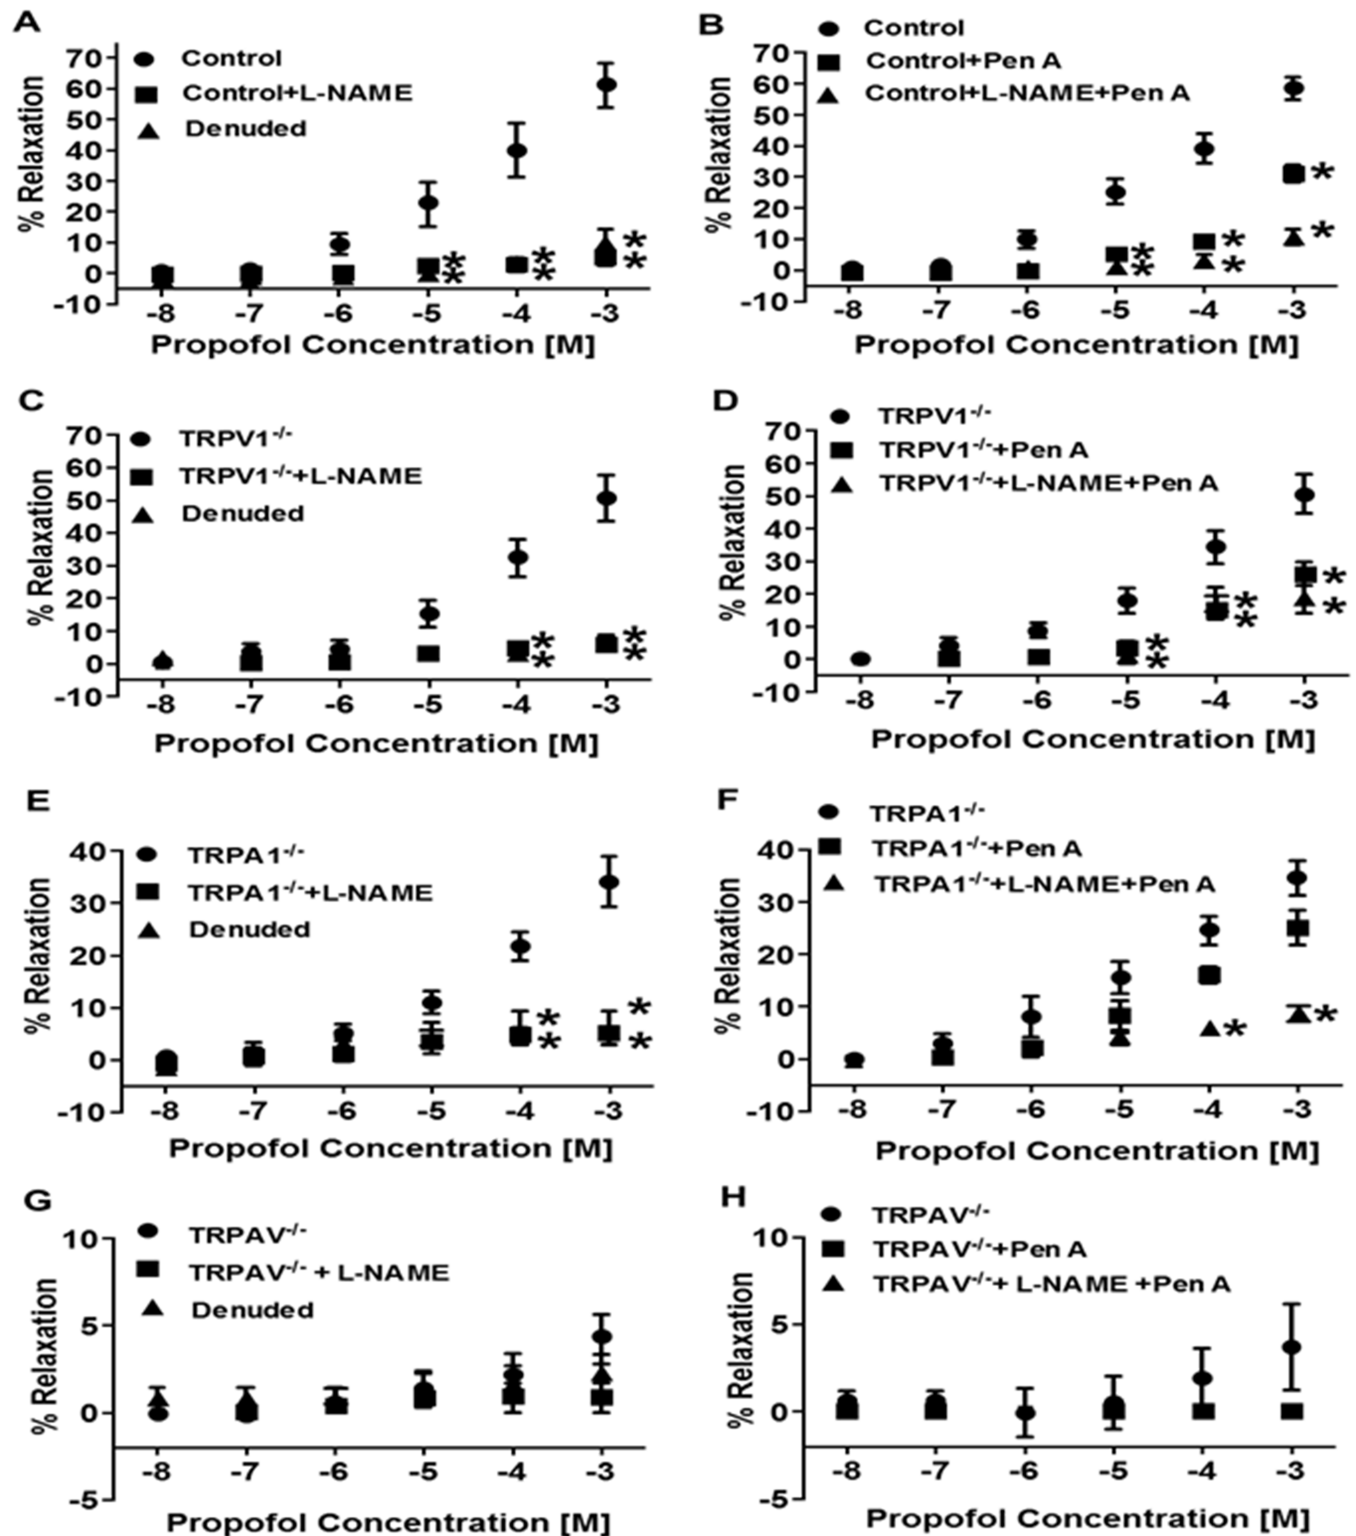 A
% Relaxation
70
60
50
40
30
20
10
0
-10
Control
Control+L-NAME
Denuded
* * * * * *
-8 -7 -6 -5 -4 -3
Propofol Concentration [M]
B
% Relaxation
70
60
50
40
30
20
10
0
-10
Control
Control+Pen A
Control+L-NAME+Pen A
* * * * * *
-8 -7 -6 -5 -4 -3
Propofol Concentration [M]
C
% Relaxation
70
60
50
40
30
20
10
0
-10
TRPV1-/-
TRPV1-/-+L-NAME
Denuded
* * * *
-8 -7 -6 -5 -4 -3
Propofol Concentration [M]
D
% Relaxation
70
60
50
40
30
20
10
0
-10
TRPV1-/-
TRPV1-/-+Pen A
TRPV1-/-+L-NAME+Pen A
* * * * * *
-8 -7 -6 -5 -4 -3
Propofol Concentration [M]
E
% Relaxation
40
30
20
10
0
-10
TRPA1-/-
TRPA1-/-+L-NAME
Denuded
* * * *
-8 -7 -6 -5 -4 -3
Propofol Concentration [M]
F
% Relaxation
40
30
20
10
0
-10
TRPA1-/-
TRPA1-/-+Pen A
TRPA1-/-+L-NAME+Pen A
* *
-8 -7 -6 -5 -4 -3
Propofol Concentration [M]
G
% Relaxation
10
5
0
-5
TRPAV-/-
TRPAV-/- + L-NAME
Denuded
-8 -7 -6 -5 -4 -3
Propofol Concentration [M]
H
% Relaxation
10
5
0
-5
TRPAV-/-
TRPAV-/-+Pen A
TRPAV-/-+ L-NAME +Pen A
-8 -7 -6 -5 -4 -3
Propofol Concentration [M]